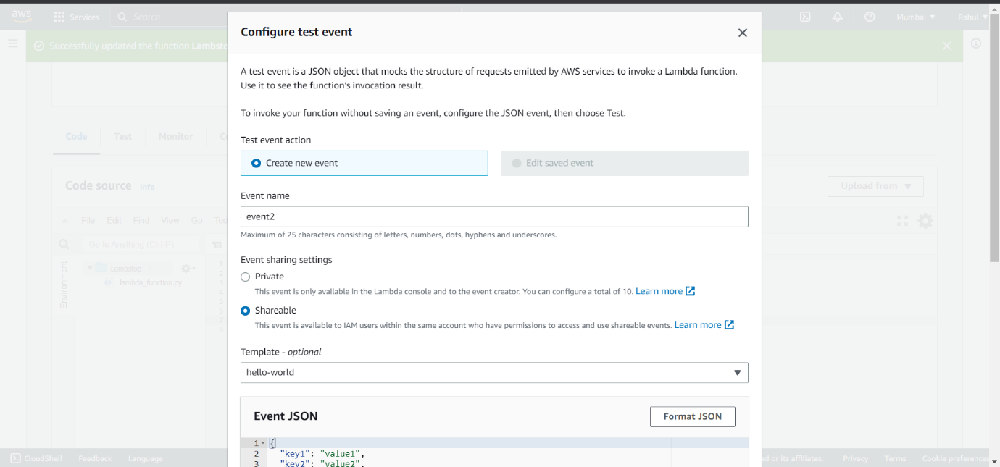 aws
Services
Search
Mumbai
Rahul
Configure test event
Successfully updated the function Lambsto
A test event is a JSON object that mocks the structure of requests emitted by AWS services to invoke a Lambda function.
Use it to see the function's invocation result.
To invoke your function without saving an event, configure the JSON event, then choose Test.
Code
Test
Monitor
C
Test event action
Create new event
Edit saved event
Code source
Info
Upload from
Event name
event2
Maximum of 25 characters consisting of letters, numbers, dots, hyphens and underscores.
File Edit Find View Go Too
Go to Anything (Ctrl-P)
Environment
Lambstop
lambda_function.py
1
2
3
4
5
6
7
8
Event sharing settings
Private
This event is only available in the Lambda console and to the event creator. You can configure a total of 10. Learn more
Shareable
This event is available to IAM users within the same account who have permissions to access and use shareable events. Learn more
Template - optional
hello-world
Event JSON
Format JSON
1 {
2 "key1": "value1",
3 "key2": "value2",
CloudShell
Feedback
Language
ed or its affiliates.
Privacy
Terms
Cookie preferences